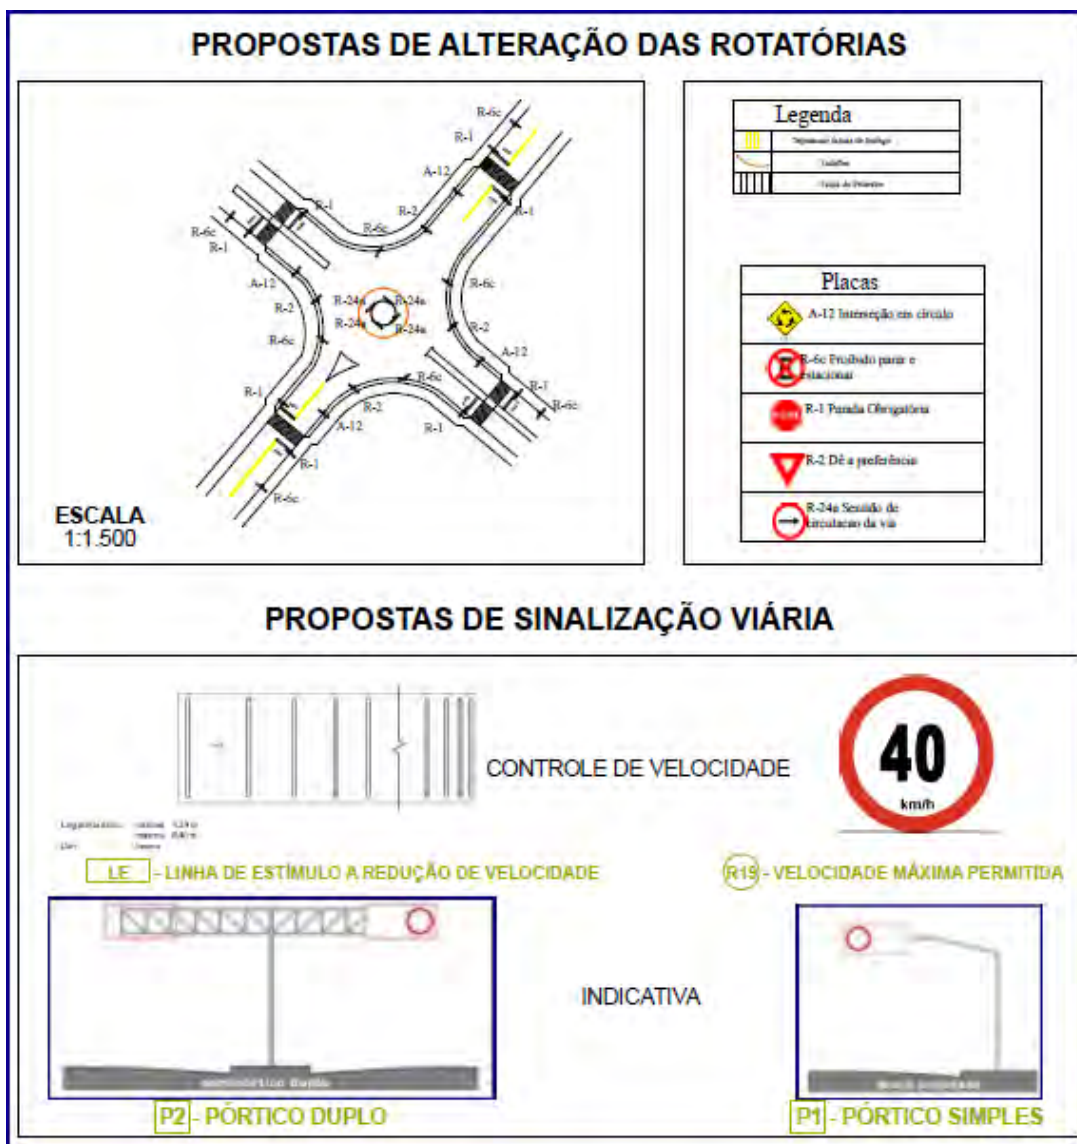 PROPOSTAS DE ALTERAÇÃO DAS ROTATÓRIAS
R-6c
R-1
A-12
R-2
R-6c
R-1
R-1
R-6c
R-1
A-12
R-2
R-6c
R-24a R-24a
R-24a R-24a
R-6c
R-2
A-12
R-1
R-6c
R-1
R-6c
R-2
A-12
R-1
R-1
R-6c
ESCALA
1:1.500
Legenda
Placas
A-12 Interseção em círculo
R-6c Proibido parar e
estacionar
R-1 Parada Obrigatória
R-2 Dê a preferência
R-24a Sentido de
circulacao da via
PROPOSTAS DE SINALIZAÇÃO VIÁRIA
CONTROLE DE VELOCIDADE
40
km/h
LE - LINHA DE ESTÍMULO A REDUÇÃO DE VELOCIDADE
R19 - VELOCIDADE MÁXIMA PERMITIDA
INDICATIVA
P2 - PÓRTICO DUPLO
P1 - PÓRTICO SIMPLES